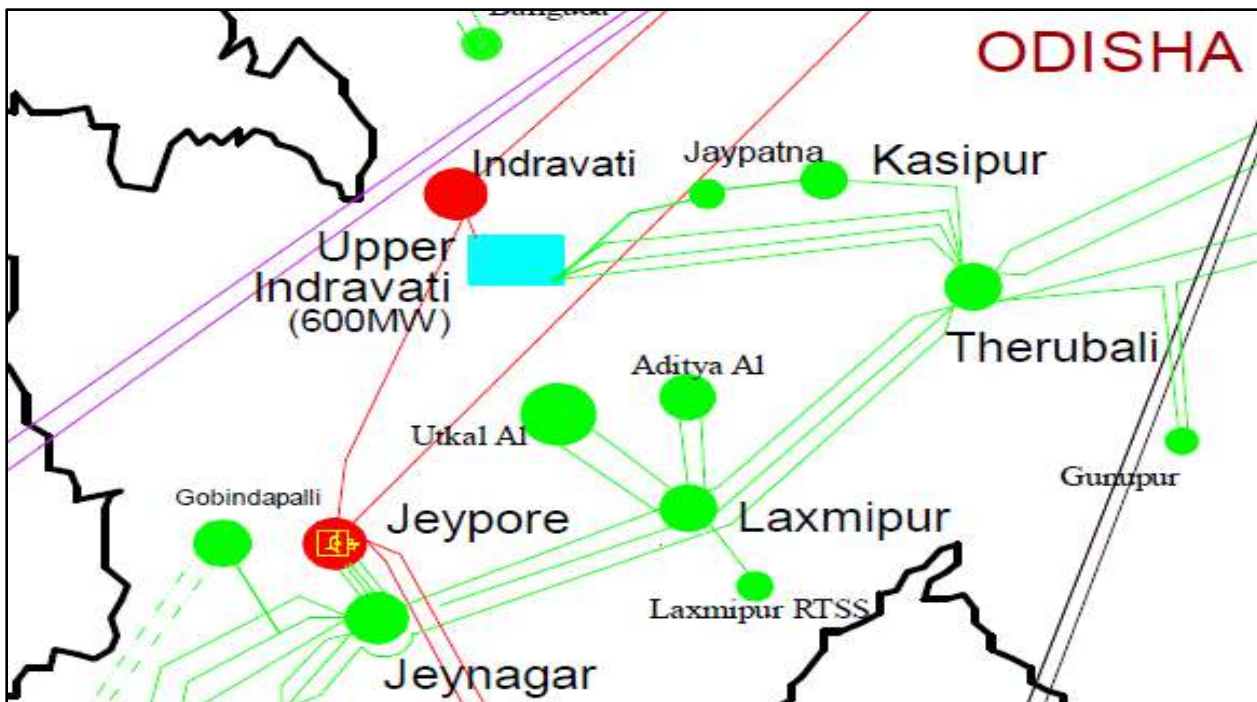 ODISHA
Indravati
Jaypatna
Kasipur
Upper
Indravati
(600MW)
Therubali
Aditya Al
Utkal Al
Gunupur
Gobindapalli
Jeypore
Laxmipur
Laxmipur RTSS
Jeynagar